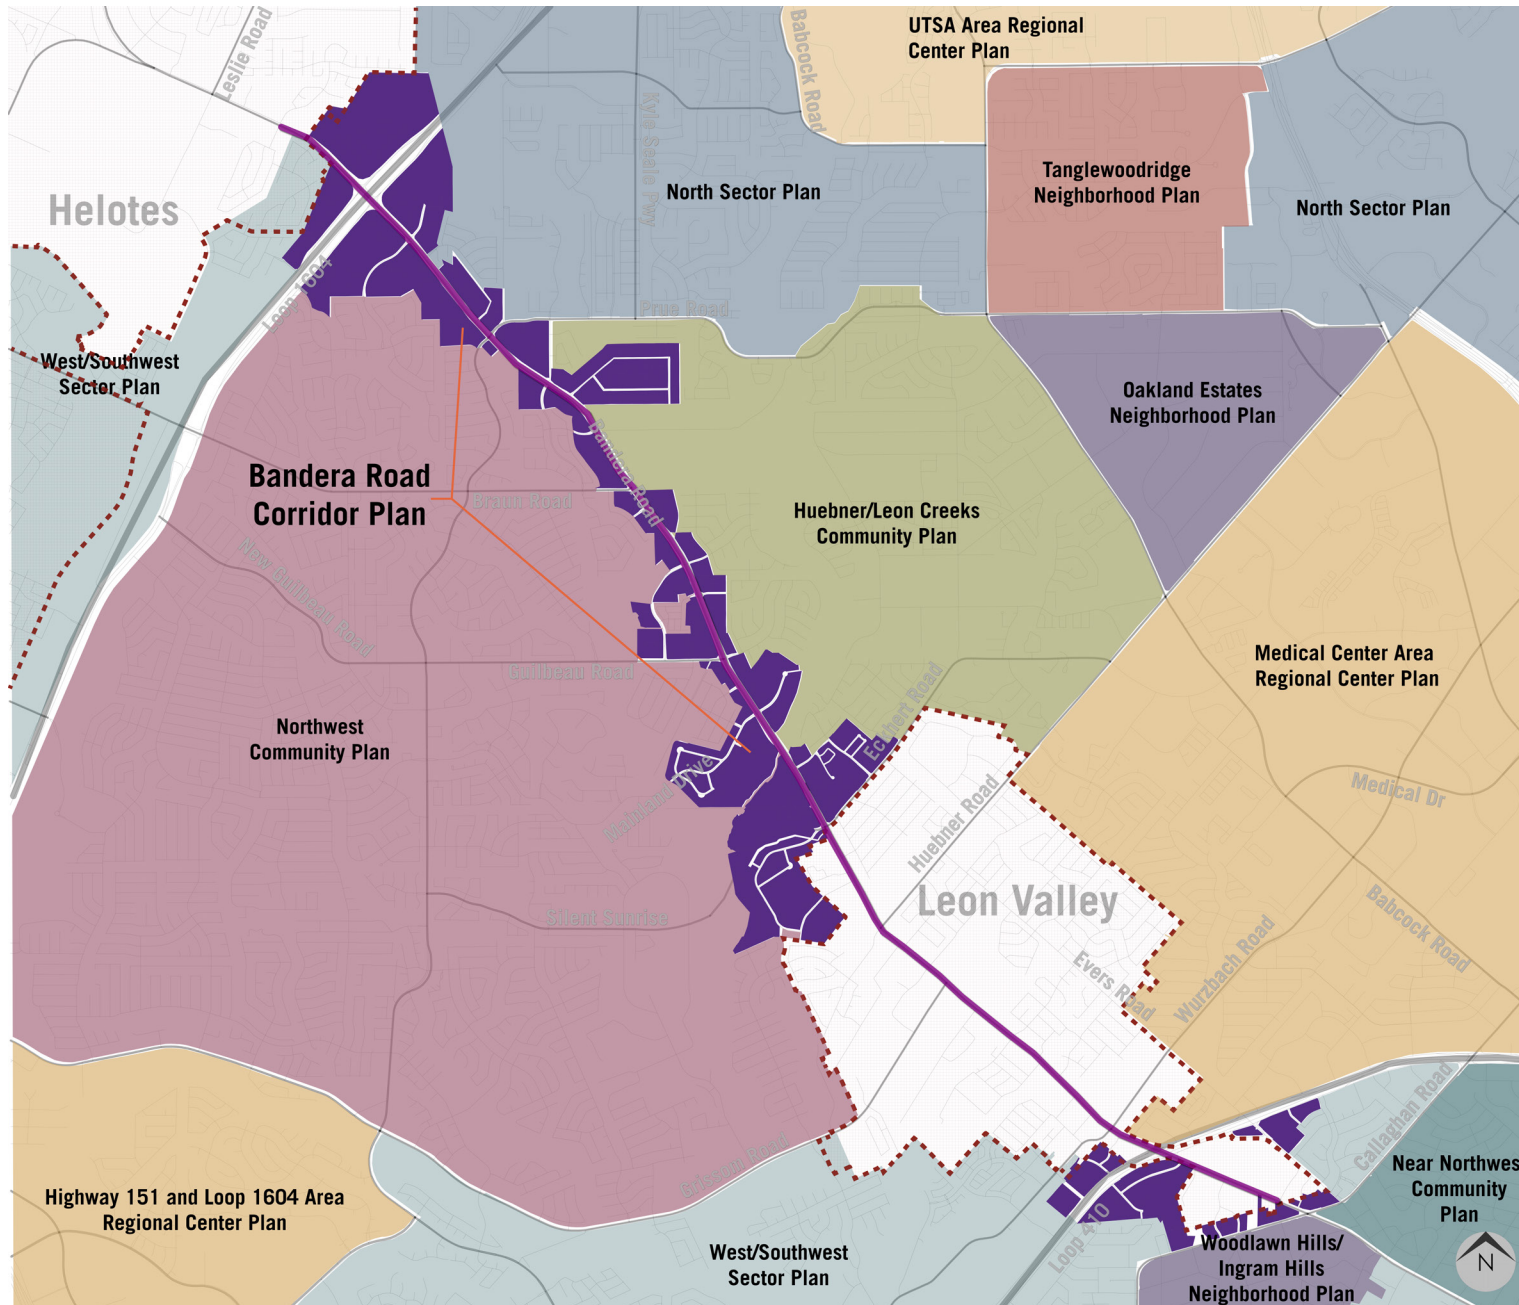 UTSA Area Regional
Center Plan
Leslie Road
Babcock Road
Kyle Seale Pwy
Tanglewoodridge
Neighborhood Plan
North Sector Plan
North Sector Plan
Helotes
Loop 1604
Prue Road
West/Southwest
Sector Plan
Oakland Estates
Neighborhood Plan
Bandera Road
Corridor Plan
Bandera Road
Braun Road
Huebner/Leon Creeks
Community Plan
New Guilbeau Road
Guilbeau Road
Medical Center Area
Regional Center Plan
Northwest
Community Plan
Eckhert Road
Mainland Drive
Medical Dr
Huebner Road
Leon Valley
Silent Sunrise
Babcock Road
Evers Road
Wurzbach Road
Callaghan Road
Grissom Road
Near Northwes
Community
Plan
Highway 151 and Loop 1604 Area
Regional Center Plan
Loop 410
West/Southwest
Sector Plan
Woodlawn Hills/
Ingram Hills
Neighborhood Plan
N